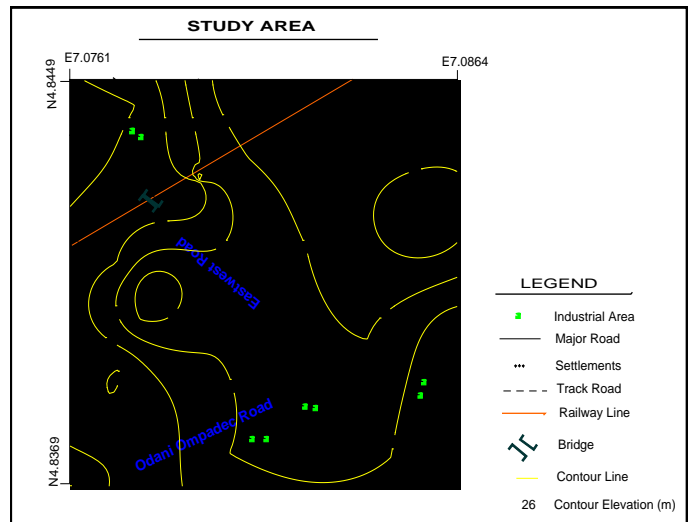 STUDY AREA
E7.0761
E7.0864
N4.8449
N4.8369
Eastwest Road
Odani Ompadec Road
LEGEND
Industrial Area
Major Road
Settlements
Track Road
Railway Line
Bridge
Contour Line
26 Contour Elevation (m)